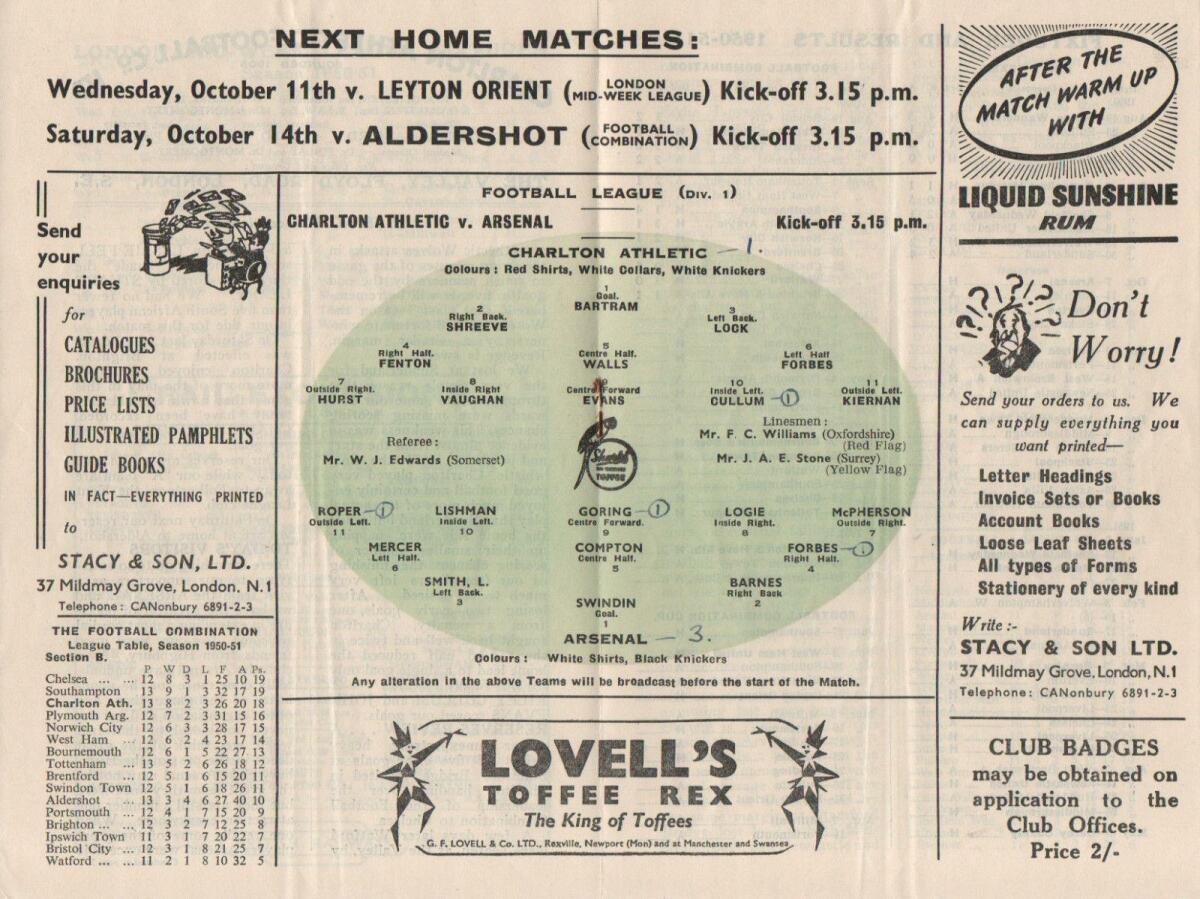 NEXT HOME MATCHES:
Wednesday, October 11th v. LEYTON ORIENT (LONDON MID-WEEK LEAGUE) Kick-off 3.15 p.m.
Saturday, October 14th v. ALDERSHOT (FOOTBALL COMBINATION) Kick-off 3.15 p.m.
Send
your
enquiries
for
CATALOGUES
BROCHURES
PRICE LISTS
ILLUSTRATED PAMPHLETS
GUIDE BOOKS
IN FACT—EVERYTHING PRINTED
to
STACY & SON, LTD.
37 Mildmay Grove, London, N.1
Telephone: CANonbury 6891-2-3
THE FOOTBALL COMBINATION
League Table, Season 1950-51
Section B.
P W D L F A Ps.
Chelsea ... ... 12 8 3 1 25 10 19
Southampton 13 9 1 3 32 17 19
Charlton Ath. 13 8 2 3 26 20 18
Plymouth Arg. 12 7 2 3 31 15 16
Norwich City 12 6 3 3 28 17 15
West Ham ... 12 6 2 4 23 17 14
Bournemouth 12 6 1 5 22 27 13
Tottenham ... 13 5 2 6 26 18 12
Brentford ... 12 5 1 6 15 20 11
Swindon Town 12 5 1 6 18 26 11
Aldershot ... 13 3 4 6 27 40 10
Portsmouth ... 12 4 1 7 15 20 9
Brighton ... ... 12 3 2 7 12 25 8
Ipswich Town 11 3 1 7 20 22 7
Bristol City ... 12 3 1 8 21 25 7
Watford ... 11 2 1 8 10 32 5
FOOTBALL LEAGUE (DIV. 1)
CHARLTON ATHLETIC v. ARSENAL Kick-off 3.15 p.m.
CHARLTON ATHLETIC — 1.
Colours: Red Shirts, White Collars, White Knickers
1
Goal.
BARTRAM
2
Right Back.
SHREEVE
3
Left Back.
LOCK
4
Right Half.
FENTON
5
Centre Half.
WALLS
6
Left Half
FORBES
7
Outside Right.
HURST
8
Inside Right
VAUGHAN
Centre Forward
EVANS
10
Inside Left.
CULLUM — 1
11
Outside Left.
KIERNAN
Referee:
Mr. W. J. Edwards (Somerset)
Linesmen:
Mr. F. C. Williams (Oxfordshire)
(Red Flag)
Mr. J. A. E. Stone (Surrey)
(Yellow Flag)
TOFFEE
ROPER — 1
Outside Left.
11
LISHMAN
Inside Left.
10
GORING — 1
Centre Forward.
9
LOGIE
Inside Right.
8
McPHERSON
Outside Right.
7
MERCER
Left Half.
6
COMPTON
Centre Half.
5
FORBES — 1
Right Half.
4
SMITH, L.
Left Back.
3
BARNES
Right Back
2
SWINDIN
Goal.
1
ARSENAL — 3.
Colours: White Shirts, Black Knickers
Any alteration in the above Teams will be broadcast before the start of the Match.
LOVELL'S
TOFFEE REX
The King of Toffees
G. F. LOVELL & Co. LTD., Rexville, Newport (Mon) and at Manchester and Swansea
AFTER THE
MATCH WARM UP
WITH
LIQUID SUNSHINE
RUM
Don't
Worry!
Send your orders to us. We
can supply everything you
want printed—
Letter Headings
Invoice Sets or Books
Account Books
Loose Leaf Sheets
All types of Forms
Stationery of every kind
Write:-
STACY & SON LTD.
37 Mildmay Grove, London, N.1
Telephone: CANonbury 6891-2-3
CLUB BADGES
may be obtained on
application to the
Club Offices.
Price 2/-